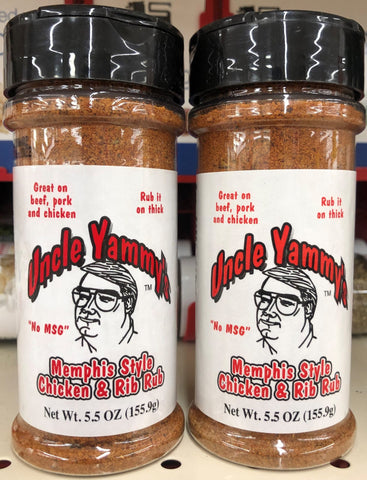 Great on
beef, pork
and chicken
Rub it
on thick
Uncle Yammy's
TM
"No MSG"
Memphis Style
Chicken & Rib Rub
Net Wt. 5.5 OZ (155.9g)
Great on
beef, pork
and chicken
Rub it
on thick
Uncle Yammy's
TM
"No MSG"
Memphis Style
Chicken & Rib Rub
Net Wt. 5.5 OZ (155.9g)